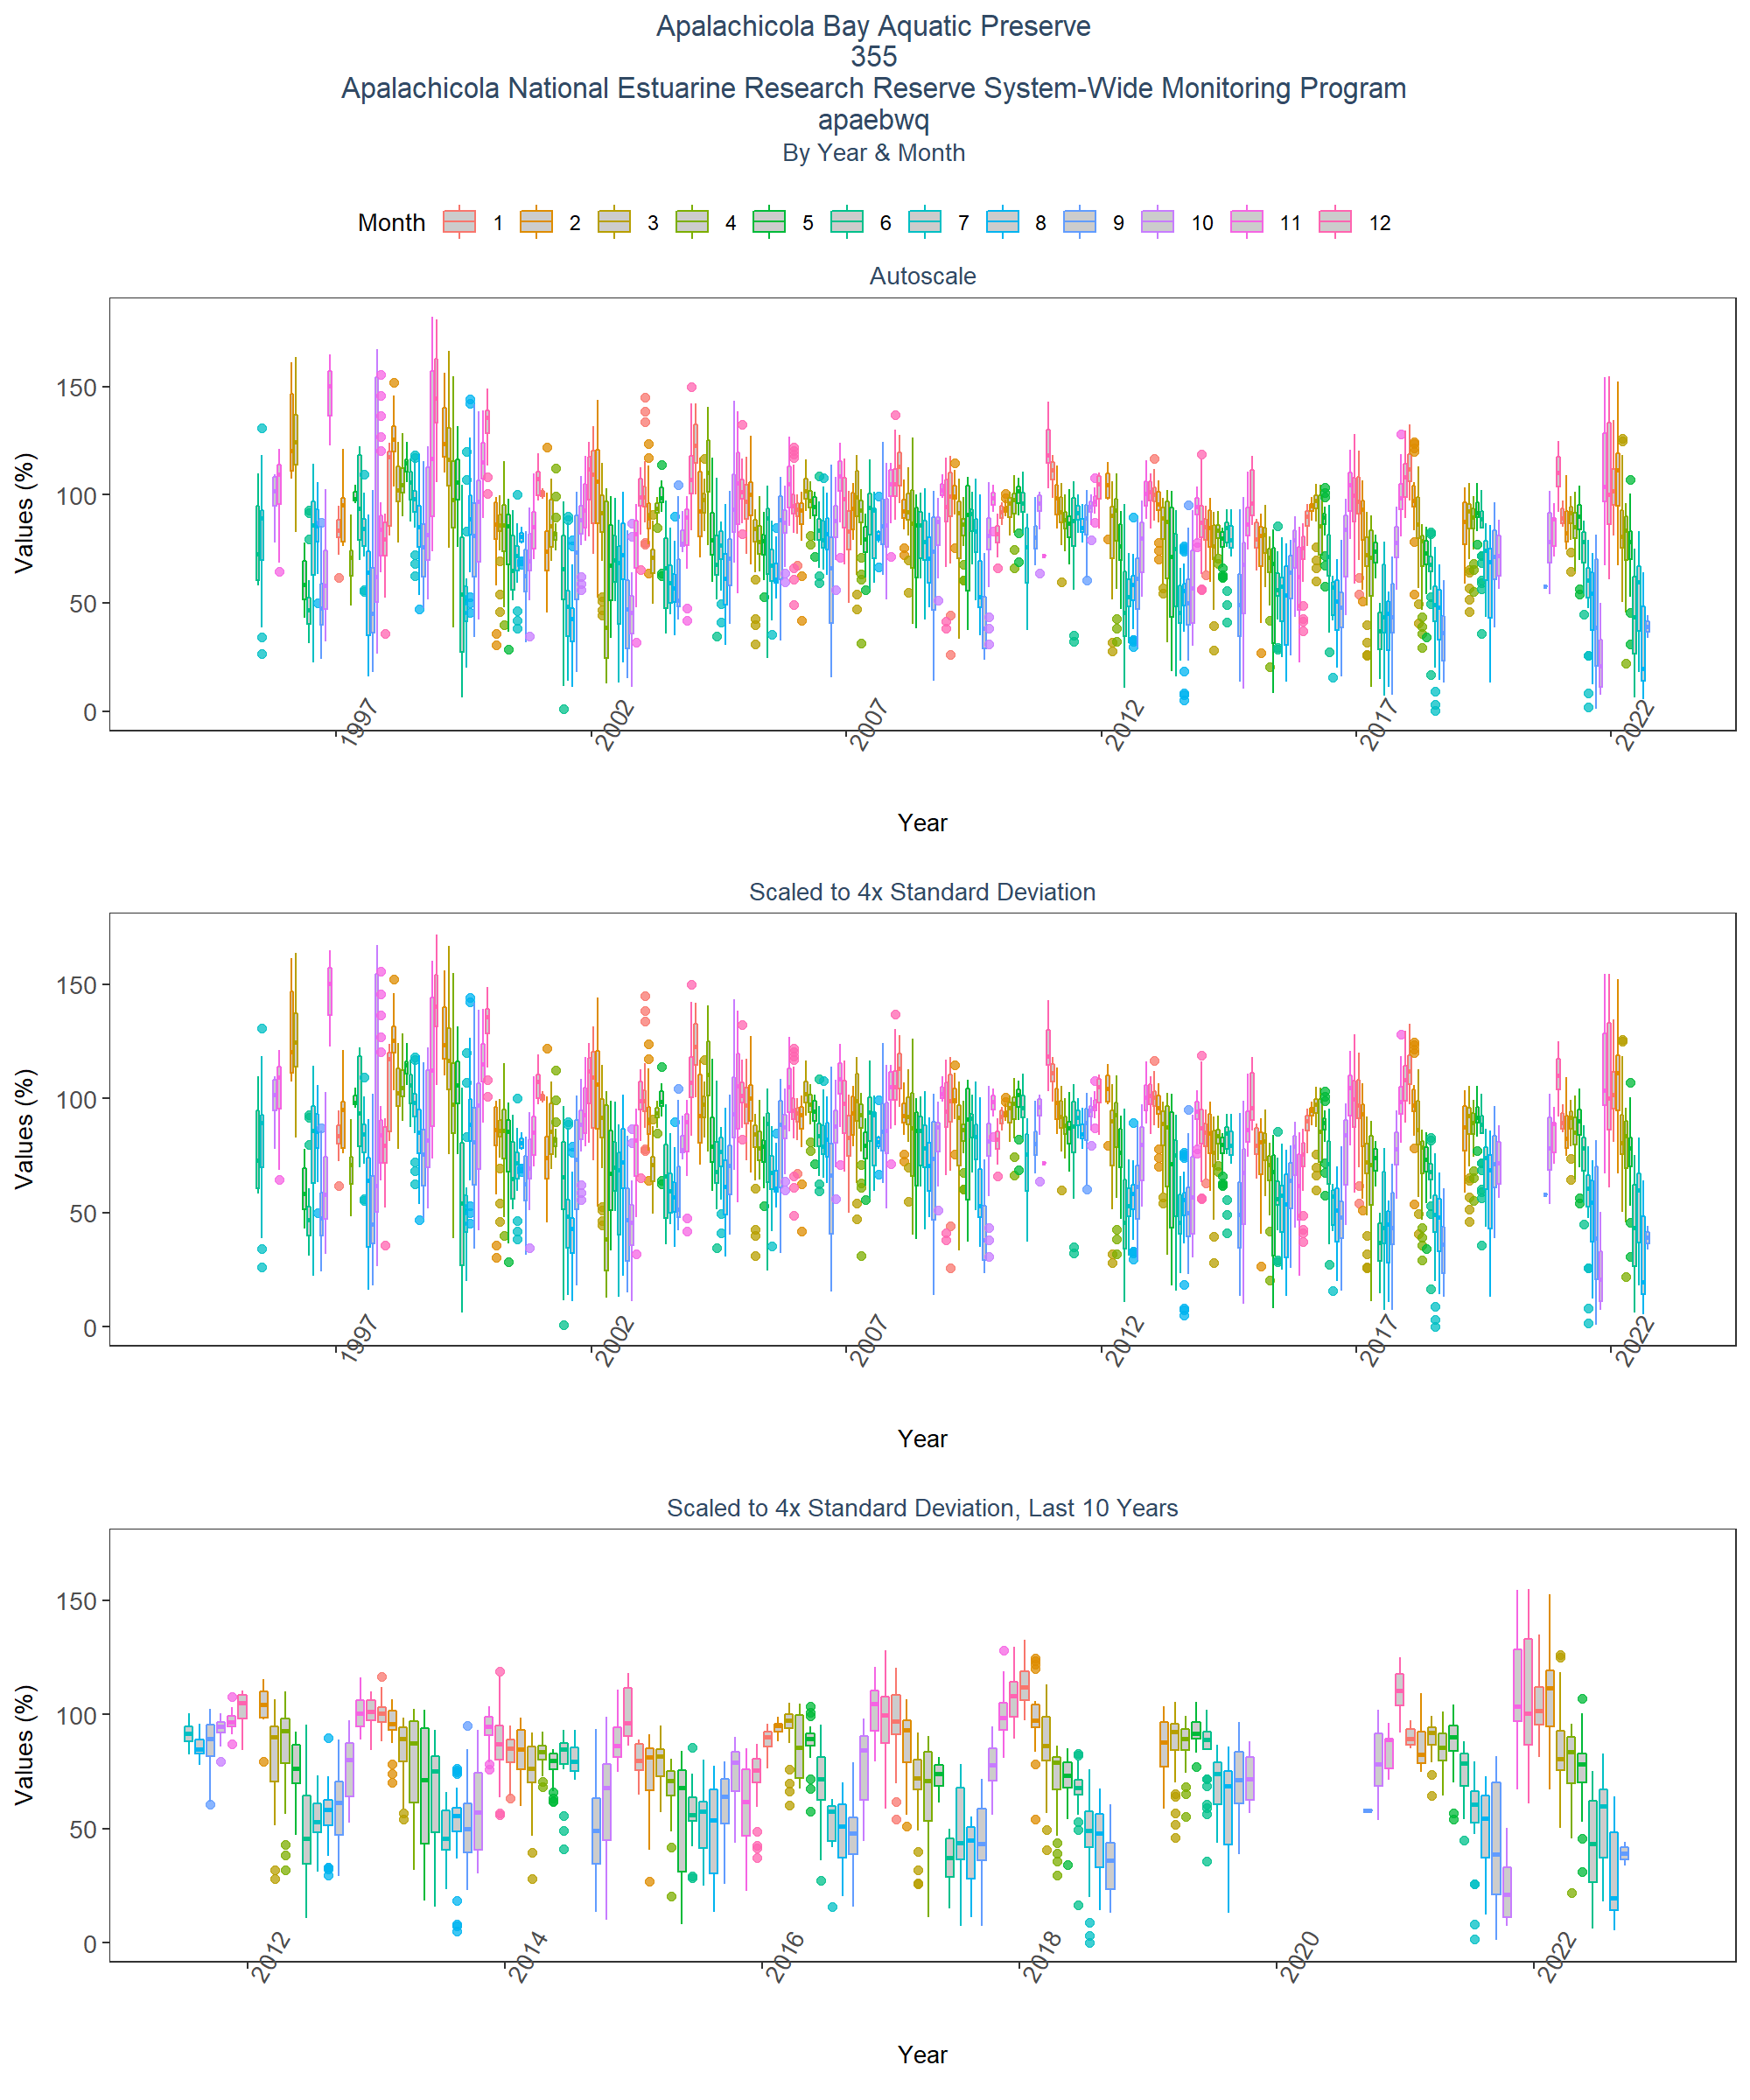 Apalachicola Bay Aquatic Preserve
355
Apalachicola National Estuarine Research Reserve System-Wide Monitoring Program
apaebwq
By Year & Month
Month 1 2 3 4 5 6 7 8 9 10 11 12
Autoscale
Values (%)
150
100
50
0
1997 2002 2007 2012 2017 2022
Year
Scaled to 4x Standard Deviation
Values (%)
150
100
50
0
1997 2002 2007 2012 2017 2022
Year
Scaled to 4x Standard Deviation, Last 10 Years
Values (%)
150
100
50
0
2012 2014 2016 2018 2020 2022
Year